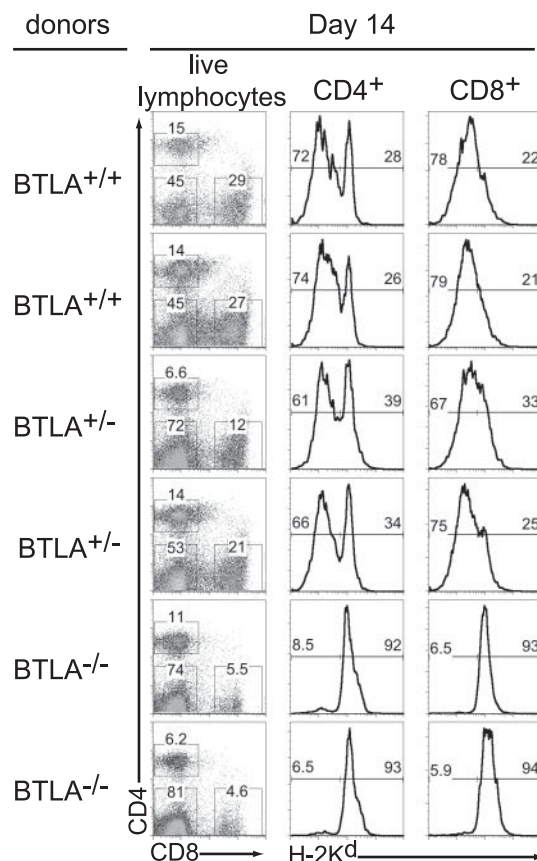 donors
Day 14
live
lymphocytes
CD4+
CD8+
BTLA+/+
15
45
29
72
28
78
22
BTLA+/+
14
45
27
74
26
79
21
BTLA+/-
6.6
72
12
61
39
67
33
BTLA+/-
14
53
21
66
34
75
25
BTLA-/-
11
74
5.5
8.5
92
6.5
93
BTLA-/-
6.2
81
4.6
6.5
93
5.9
94
CD4
CD8
H-2Kd